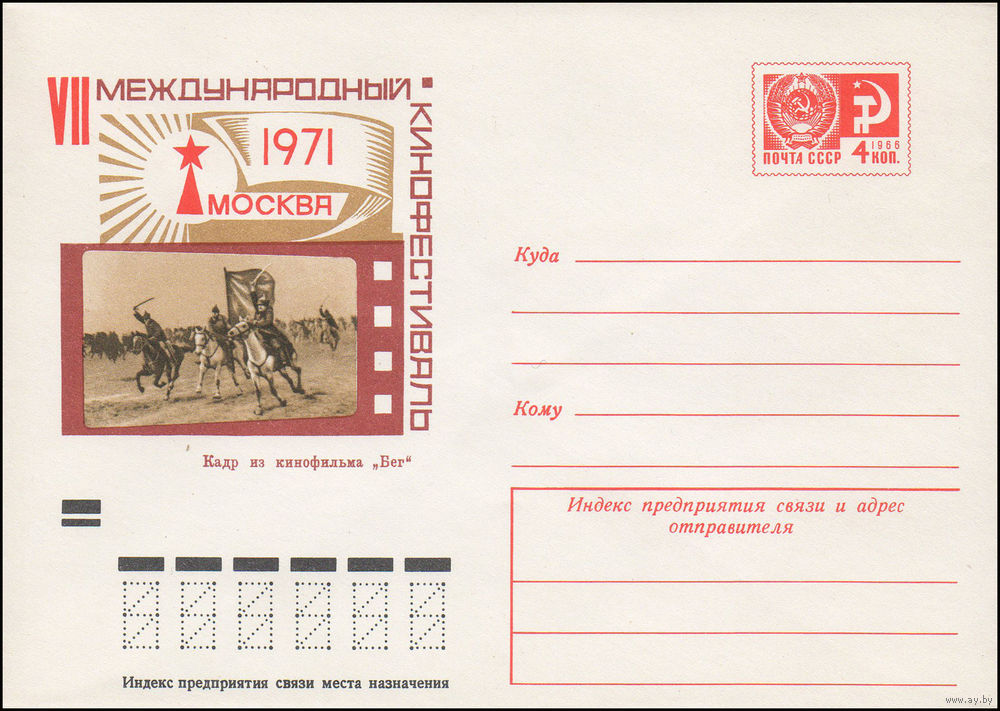 VII МЕЖДУНАРОДНЫЙ
КИНОФЕСТИВАЛЬ
1971
МОСКВА
Кадр из кинофильма „Бег“
ПОЧТА СССР
1966
4 КОП.
Куда
Кому
Индекс предприятия связи и адрес
отправителя
Индекс предприятия связи места назначения
www.ay.by